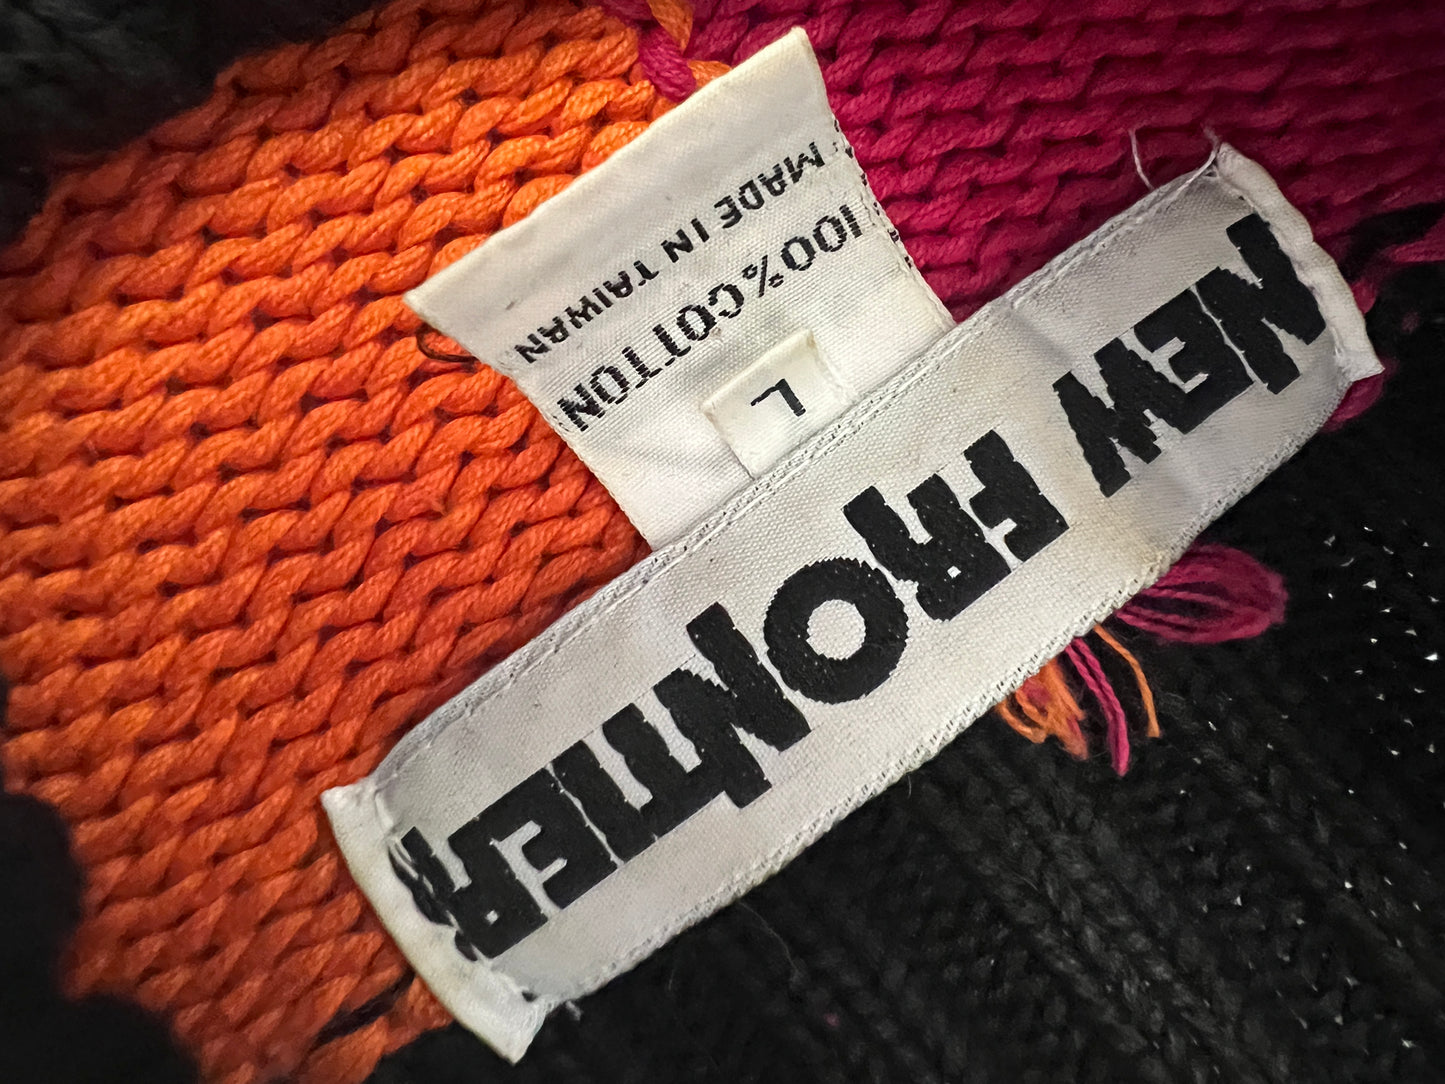 NEW FRONTIER
L
100% COTTON
MADE IN TAIWAN